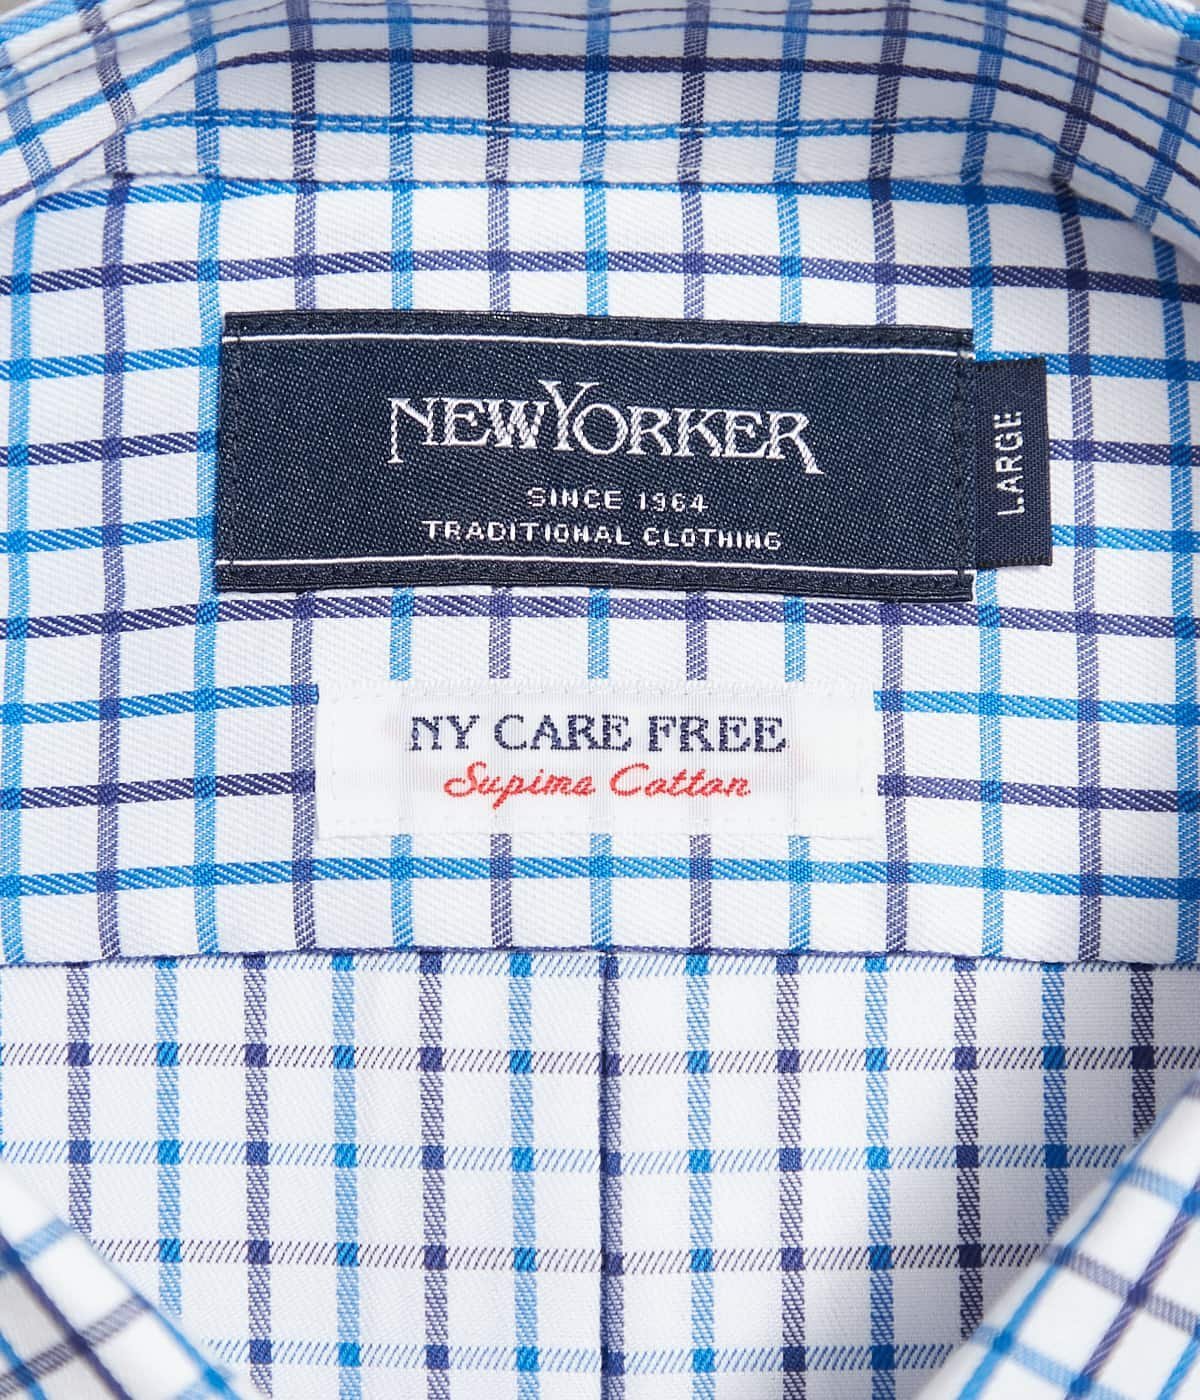 NEWYORKER
SINCE 1964
TRADITIONAL CLOTHING
LARGE
NY CARE FREE
Supima Cotton